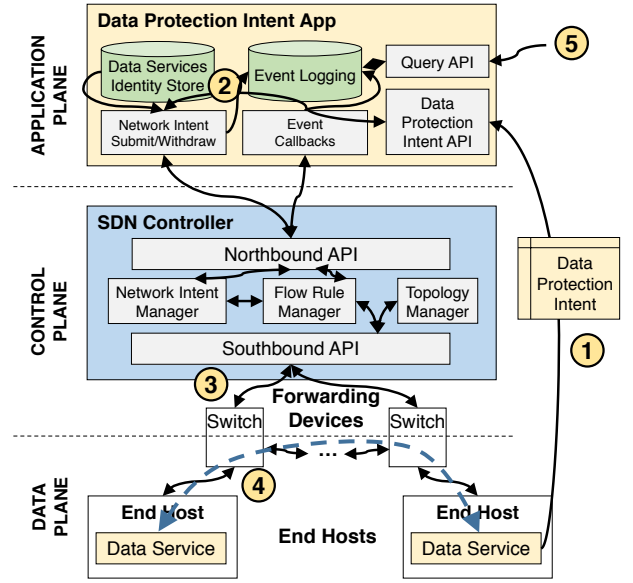 Data Protection Intent App
APPLICATION
PLANE
Data Services
Identity Store
2
Event Logging
Query API
5
Network Intent
Submit/Withdraw
Event
Callbacks
Data
Protection
Intent API
CONTROL
PLANE
SDN Controller
Northbound API
Network Intent
Manager
Flow Rule
Manager
Topology
Manager
Southbound API
Data
Protection
Intent
1
3
Forwarding
Devices
Switch
Switch
...
4
DATA
PLANE
End Host
Data Service
End Hosts
End Host
Data Service